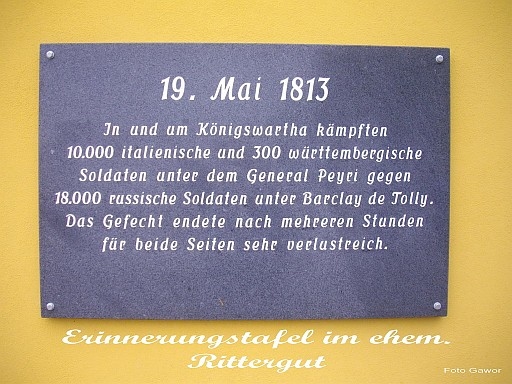 19. Mai 1813
In und um Königswartha kämpften
10.000 italienische und 300 württembergische
Soldaten unter dem General Peyri gegen
18.000 russische Soldaten unter Barclay de Tolly.
Das Gefecht endete nach mehreren Stunden
für beide Seiten sehr verlustreich.
Erinnerungstafel im ehem.
Rittergut
Foto Gawor